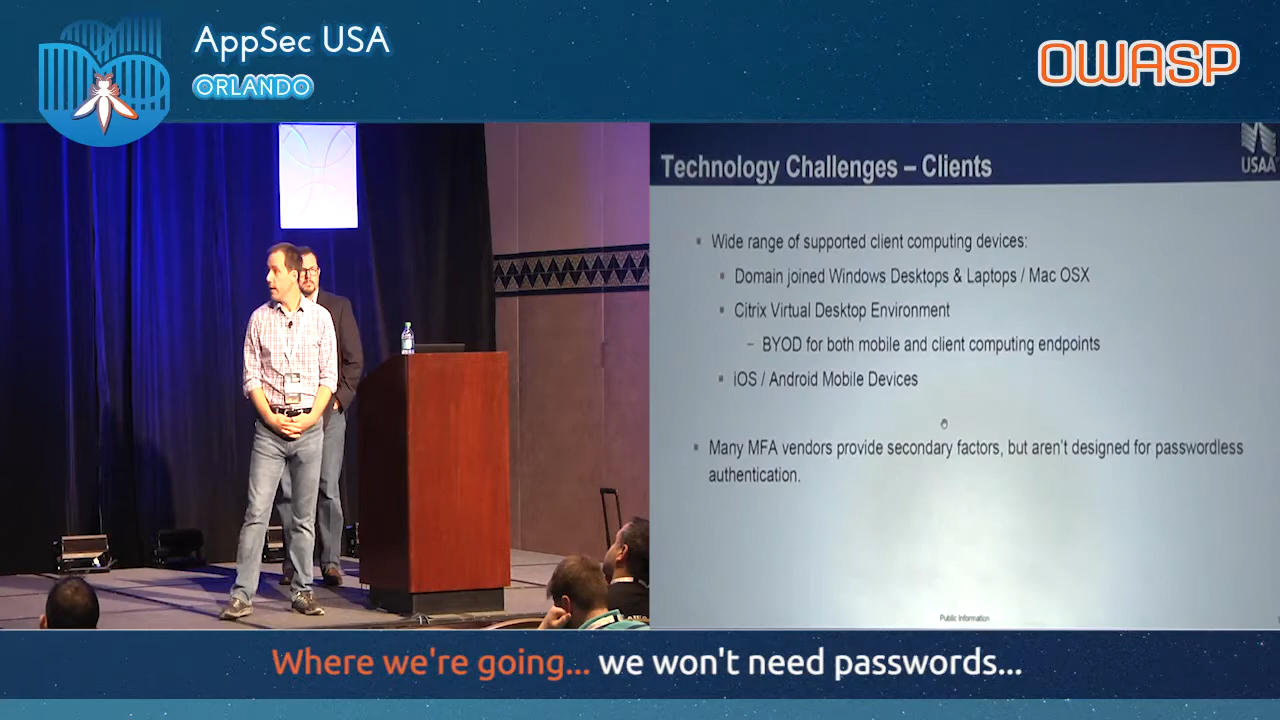 AppSec USA
ORLANDO
OWASP
Technology Challenges – Clients
USAA
▪ Wide range of supported client computing devices:
▪ Domain joined Windows Desktops & Laptops / Mac OSX
▪ Citrix Virtual Desktop Environment
– BYOD for both mobile and client computing endpoints
▪ iOS / Android Mobile Devices
▪ Many MFA vendors provide secondary factors, but aren't designed for passwordless
authentication.
Public Information
Where we're going... we won't need passwords...